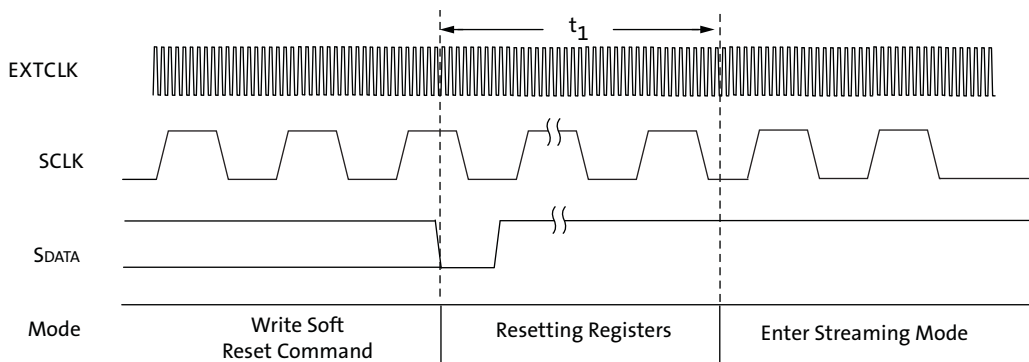 t1
EXTCLK
SCLK
SDATA
Mode
Write Soft
Reset Command
Resetting Registers
Enter Streaming Mode